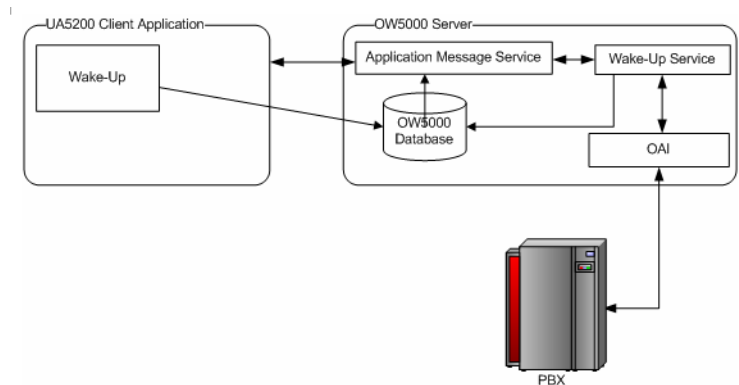 UA5200 Client Application
OW5000 Server
Wake-Up
Application Message Service
Wake-Up Service
OW5000
Database
OAI
PBX